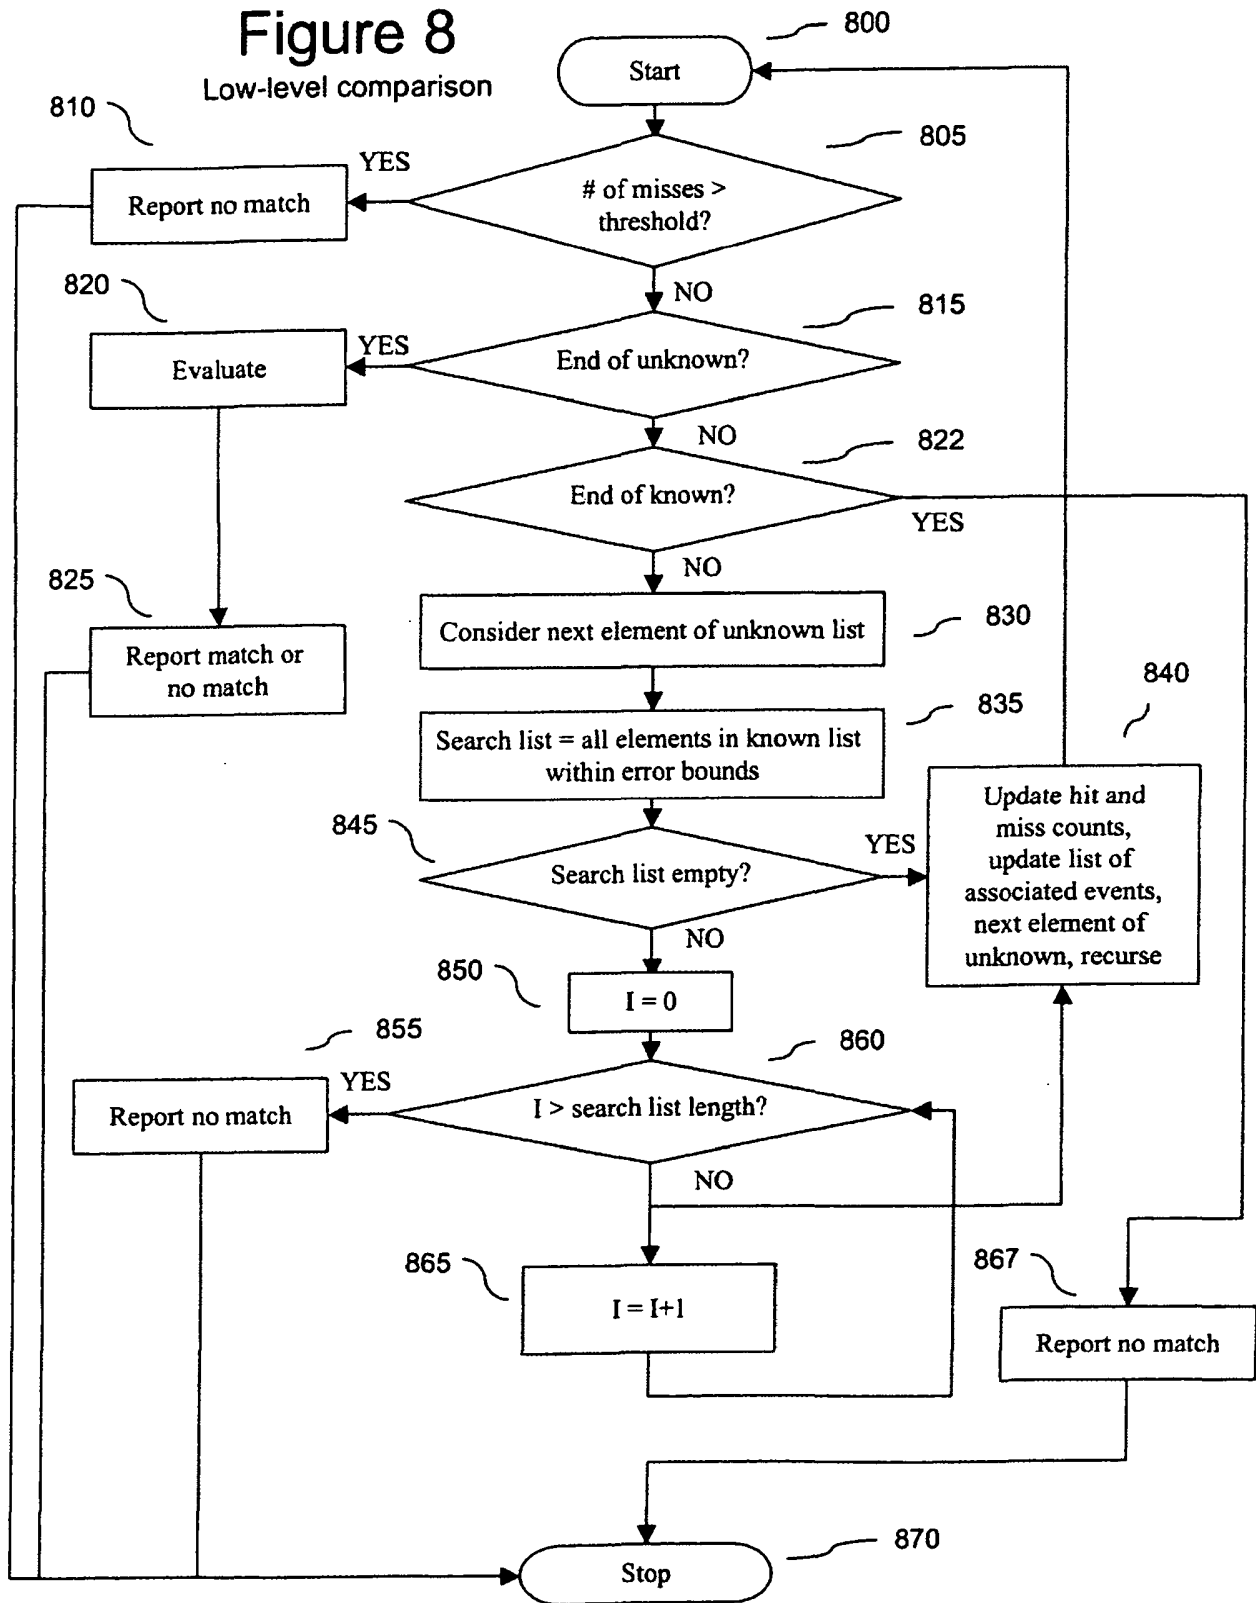 Figure 8
Low-level comparison
800
Start
810
805
YES
Report no match
# of misses >
threshold?
NO
820
815
YES
Evaluate
End of unknown?
NO
822
End of known?
YES
NO
825
Report match or
no match
Consider next element of unknown list
830
835
840
Search list = all elements in known list
within error bounds
845
Search list empty?
YES
Update hit and
miss counts,
update list of
associated events,
next element of
unknown, recurse
NO
850
I = 0
855
860
YES
Report no match
I > search list length?
NO
865
I = I+1
867
Report no match
870
Stop